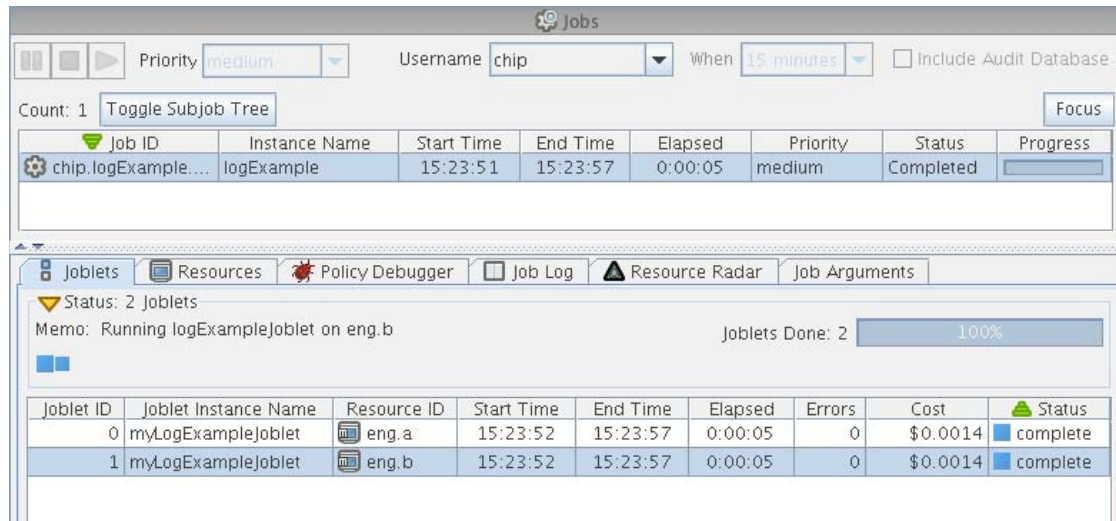 Jobs
Priority medium Username chip When 15 minutes Include Audit Database
Count: 1 Toggle Subjob Tree Focus
Job ID Instance Name Start Time End Time Elapsed Priority Status Progress
chip.logExample.... logExample 15:23:51 15:23:57 0:00:05 medium Completed
Joblets Resources Policy Debugger Job Log Resource Radar Job Arguments
Status: 2 Joblets
Memo: Running logExampleJoblet on eng.b Joblets Done: 2 100%
Joblet ID Joblet Instance Name Resource ID Start Time End Time Elapsed Errors Cost Status
0 myLogExampleJoblet eng.a 15:23:52 15:23:57 0:00:05 0 $0.0014 complete
1 myLogExampleJoblet eng.b 15:23:52 15:23:57 0:00:05 0 $0.0014 complete